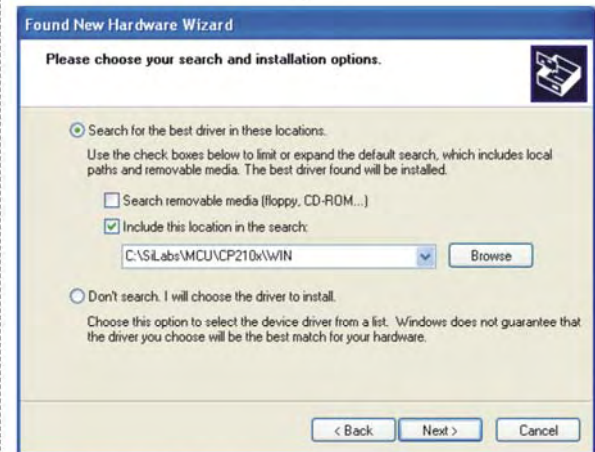 Found New Hardware Wizard
Please choose your search and installation options.
Search for the best driver in these locations.
Use the check boxes below to limit or expand the default search, which includes local
paths and removable media. The best driver found will be installed.
Search removable media (floppy, CD-ROM...)
Include this location in the search:
C:\SiLabs\MCU\CP210x\WIN
Browse
Don't search. I will choose the driver to install.
Choose this option to select the device driver from a list. Windows does not guarantee that
the driver you choose will be the best match for your hardware.
< Back Next > Cancel